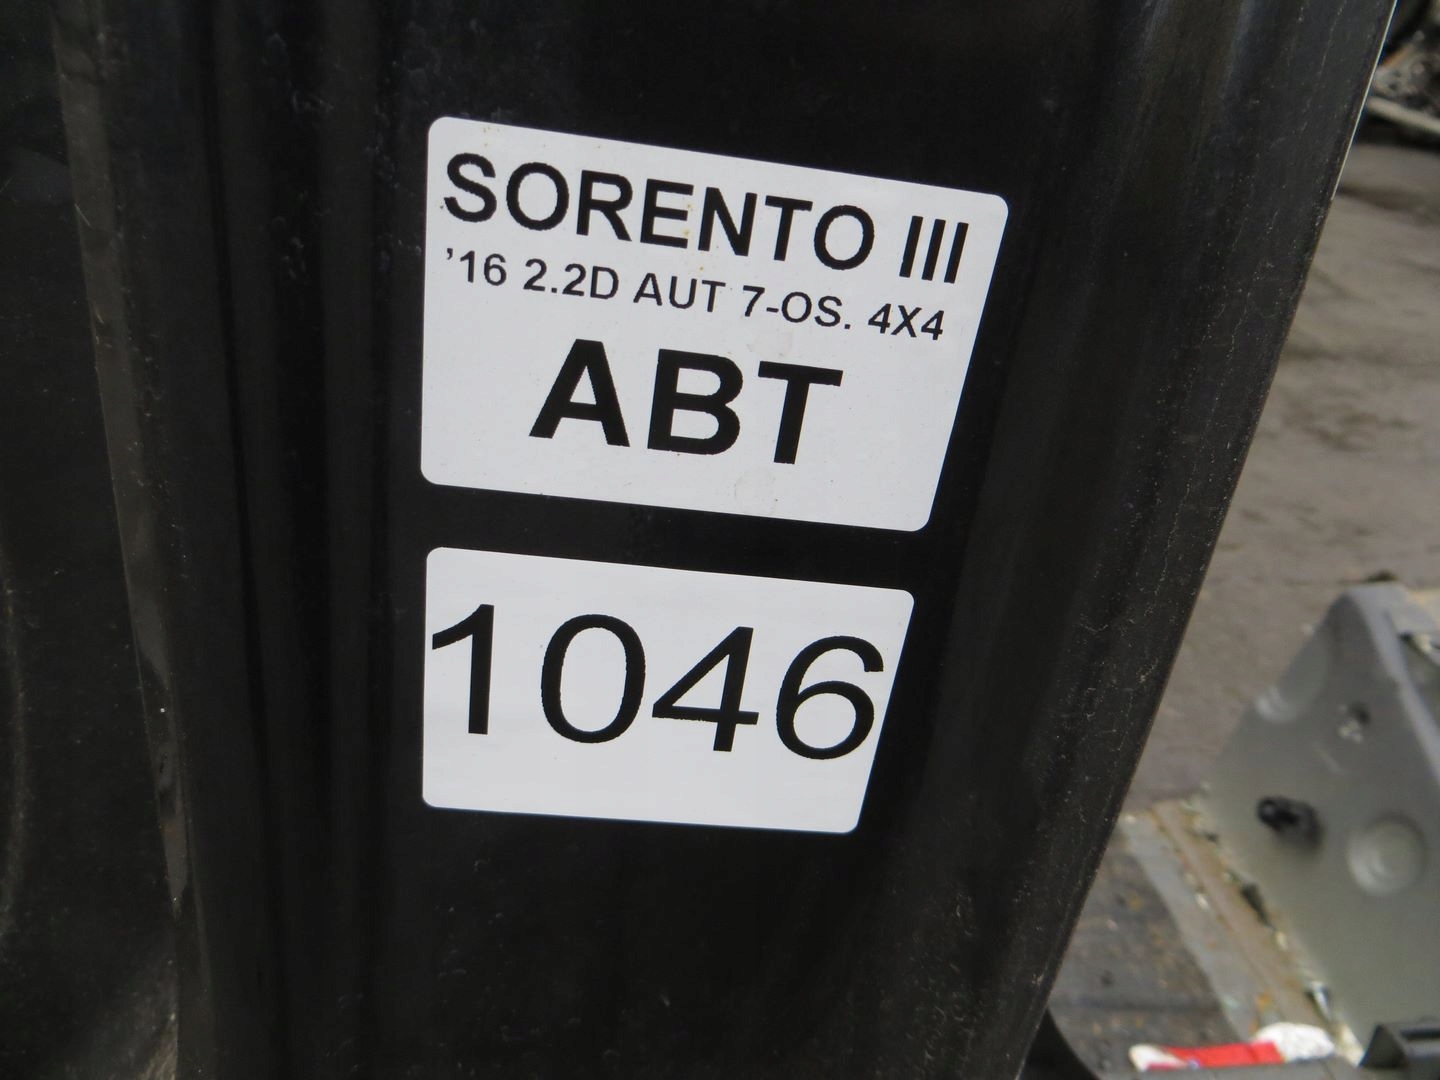 SORENTO III
'16 2.2D AUT 7-OS. 4X4
ABT
1046